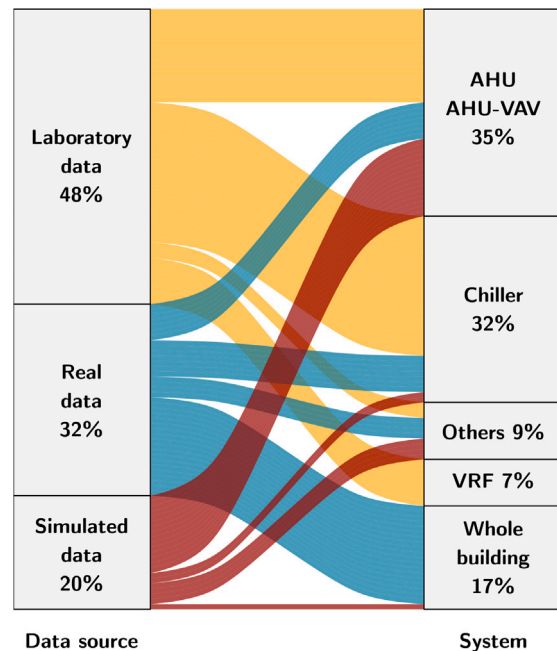 Laboratory
data
48%
Real
data
32%
Simulated
data
20%
Data source
AHU
AHU-VAV
35%
Chiller
32%
Others 9%
VRF 7%
Whole
building
17%
System